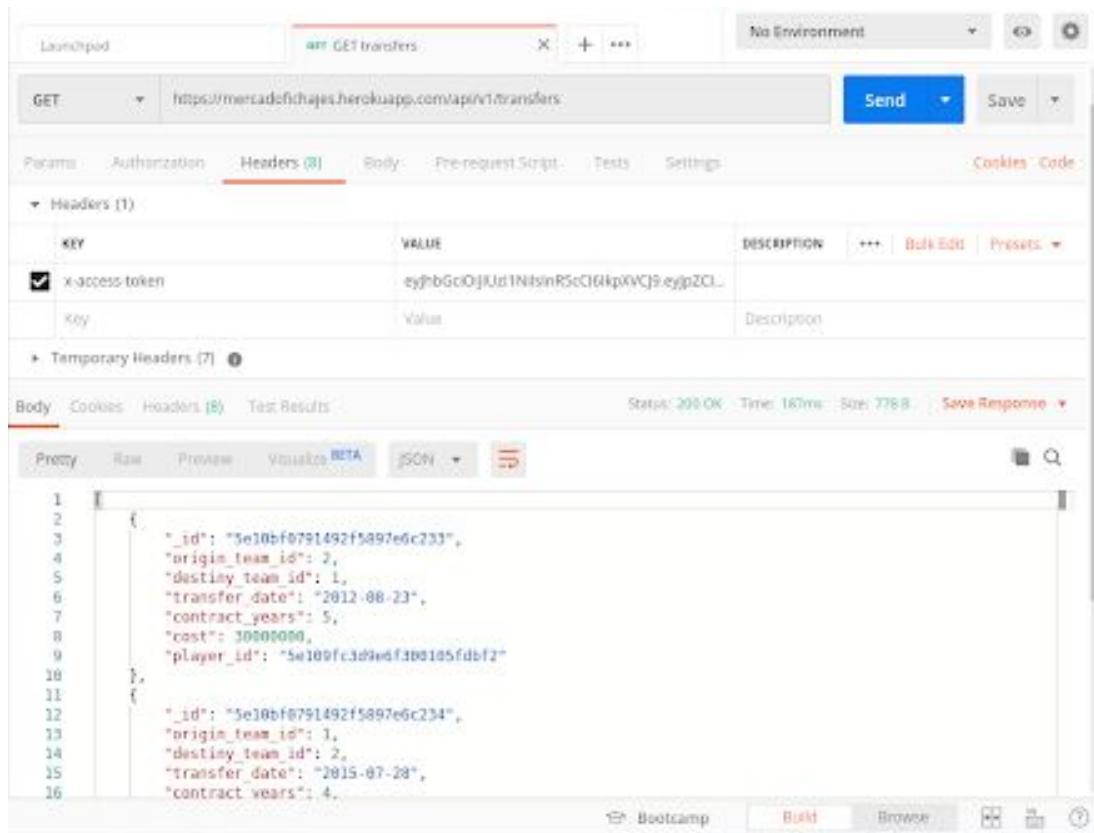 Launchpad GET GET transfers × + ••• No Environment
GET https://mercadofichajes.herokuapp.com/api/v1/transfers Send Save
Params Authorization Headers (8) Body Pre-request Script Tests Settings Cookies Code
Headers (1)
KEY VALUE DESCRIPTION ••• Bulk Edit Presets
x-access-token
Key Value Description
Temporary Headers (7)
Body Cookies Headers (8) Test Results Status: 200 OK Time: 187ms Size: 778 B Save Response
Pretty Raw Preview Visualize BETA JSON
1 [
2 {
3 "_id": "5e10bf0791492f5897e6c233",
4 "origin_team_id": 2,
5 "destiny_team_id": 1,
6 "transfer_date": "2012-08-23",
7 "contract_years": 5,
8 "cost": 30000000,
9 "player_id": "5e109fc3d9e6f300105fdbf2"
10 },
11 {
12 "_id": "5e10bf0791492f5897e6c234",
13 "origin_team_id": 1,
14 "destiny_team_id": 2,
15 "transfer_date": "2015-07-28",
16 "contract_years": 4,
Bootcamp Build Browse